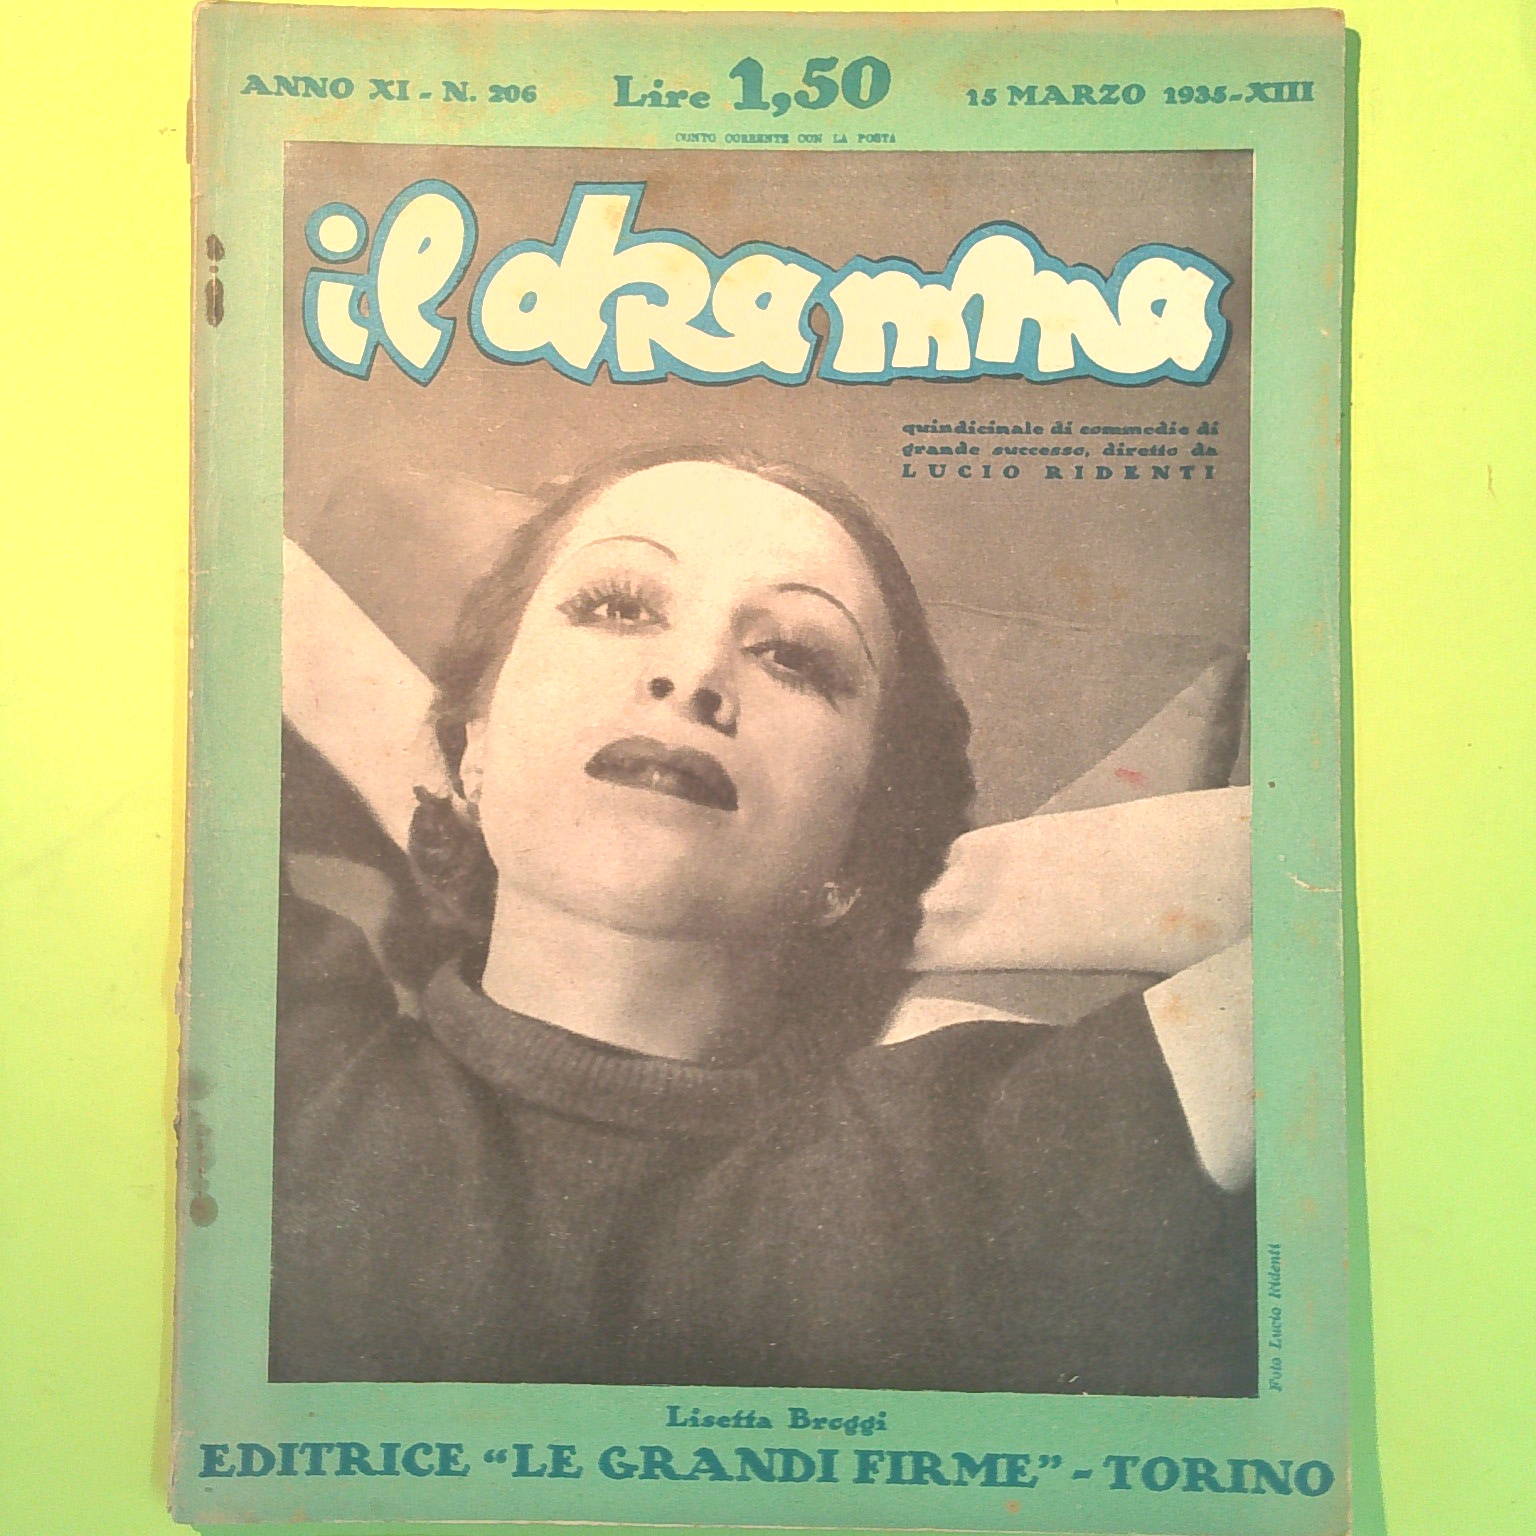 ANNO XI - N. 206
Lire 1,50
15 MARZO 1935-XIII
CONTO CORRENTE CON LA POSTA
il dramma
quindicinale di commedie di
grande successo, diretto da
LUCIO RIDENTI
Foto Lucio Ridenti
Lisetta Broggi
EDITRICE "LE GRANDI FIRME" - TORINO